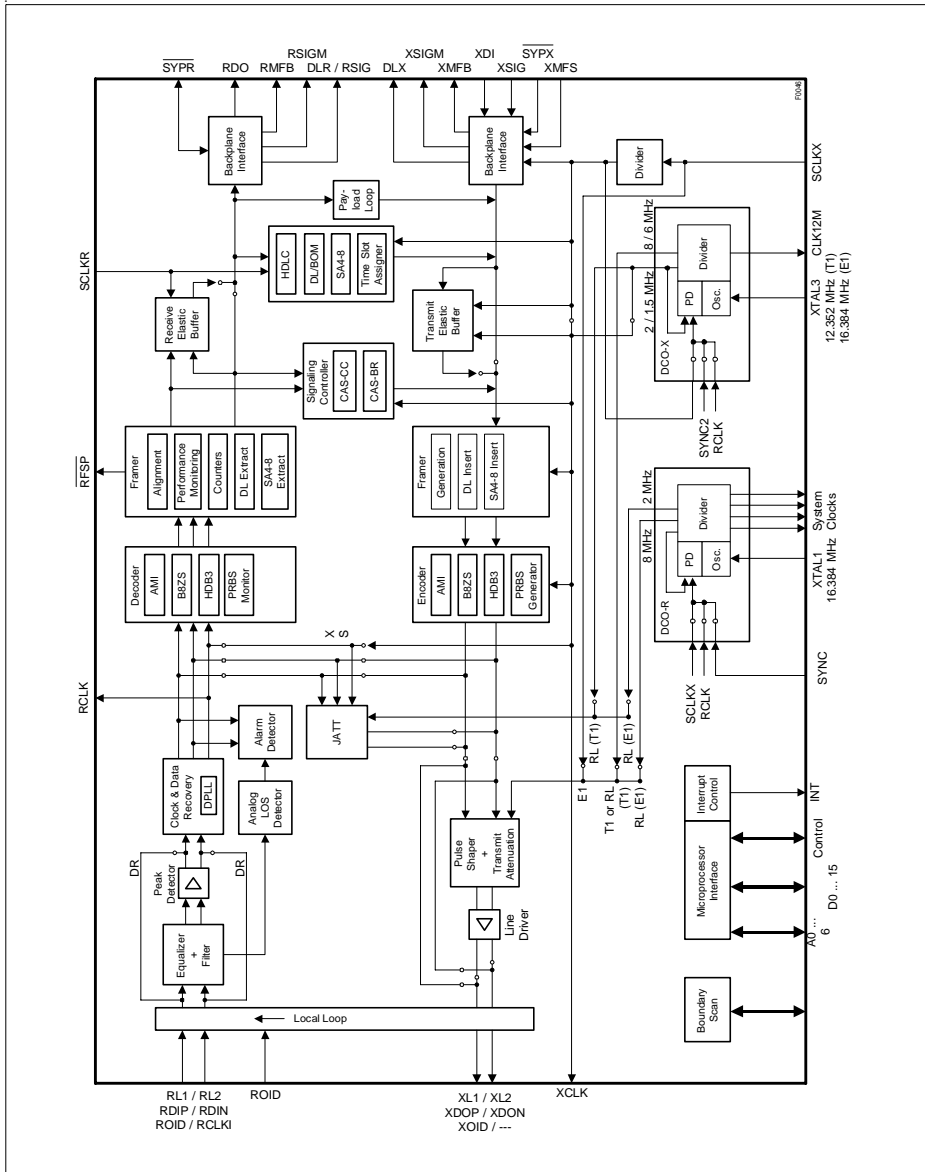 SYPR
RDO
RSIGM
RMFB
DLR / RSIG
XSIGM
DLX
XMFB
XDI
XSIG
SYPX
XMFS
F0046
Backplane
Interface
Backplane
Interface
Divider
SCLKX
Pay-
load Loop
SCLKR
HDLC
DL/BOM
SA4-8
Time Slot
Assigner
8 / 6 MHz
CLK12M
Receive
Elastic
Buffer
Transmit
Elastic
Buffer
2 / 1.5 MHz
Divider
PD
Osc.
DCO-X
XTAL3
12.352 MHz (T1)
16.384 MHz (E1)
Signaling
Controller
CAS-CC
CAS-BR
SYNC2
RCLK
RFSP
Framer
Alignment
Performance
Monitoring
Counters
DL Extract
SA4-8
Extract
Framer
Generation
DL Insert
SA4-8 Insert
2 MHz
8 MHz
Divider
PD
Osc.
DCO-R
System
Clocks
XTAL1
16.384 MHz
Decoder
AMI
B8ZS
HDB3
PRBS
Monitor
Encoder
AMI
B8ZS
HDB3
PRBS
Generator
SCLKX
RCLK
SYNC
RCLK
X
S
JATT
Alarm
Detector
RL (T1)
RL (E1)
E1
T1 or RL
(T1)
RL (E1)
Clock & Data
Recovery
DPLL
Analog
LOS
Detector
Pulse
Shaper
+
Transmit
Attenuation
Interrupt
Control
INT
DR
DR
Peak
Detector
Line
Driver
Microprocessor
Interface
Control
D0 ... 15
A0 ...
6
Equalizer
+
Filter
Local Loop
Boundary
Scan
RL1 / RL2
RDIP / RDIN
ROID / RCLKI
ROID
XL1 / XL2
XDOP / XDON
XOID / ---
XCLK